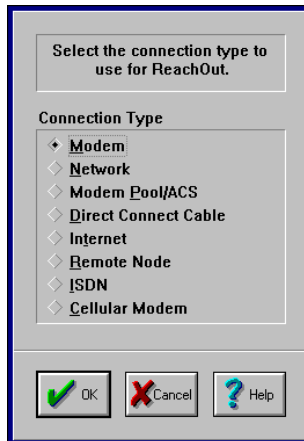 Select the connection type to
use for ReachOut.
Connection Type
Modem
Network
Modem Pool/ACS
Direct Connect Cable
Internet
Remote Node
ISDN
Cellular Modem
OK
Cancel
Help